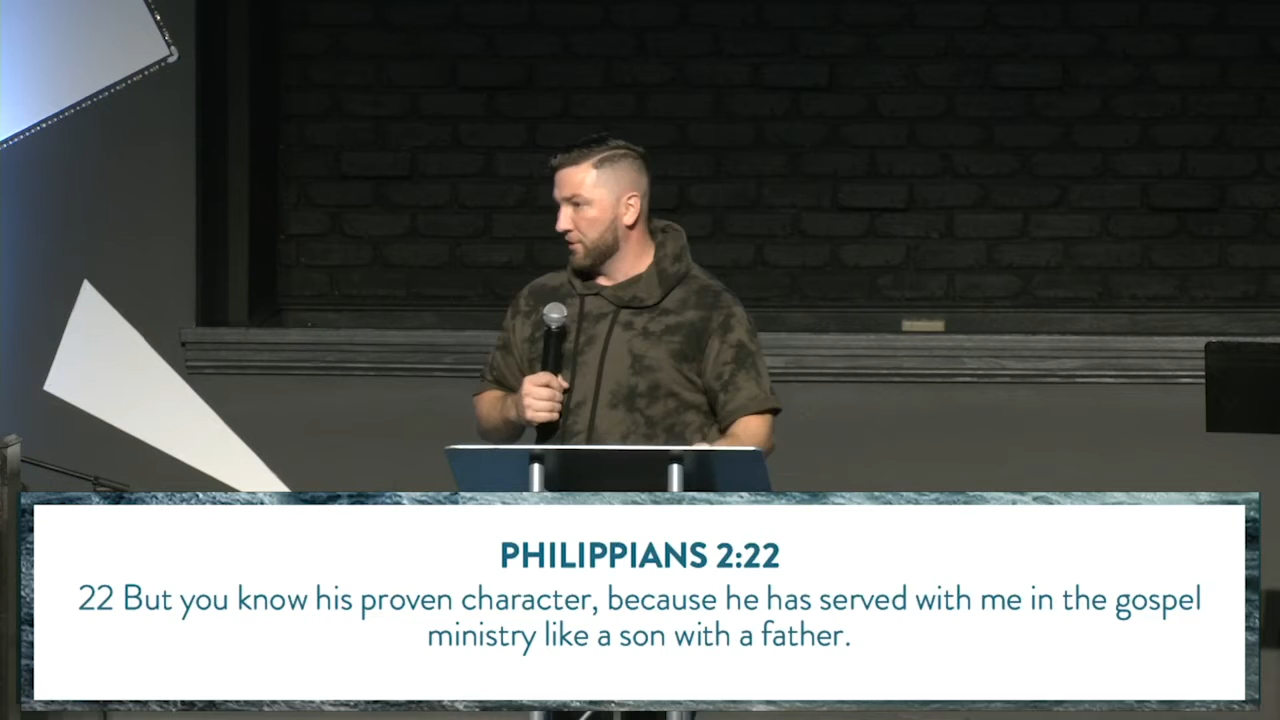 PHILIPPIANS 2:22
22 But you know his proven character, because he has served with me in the gospel
ministry like a son with a father.